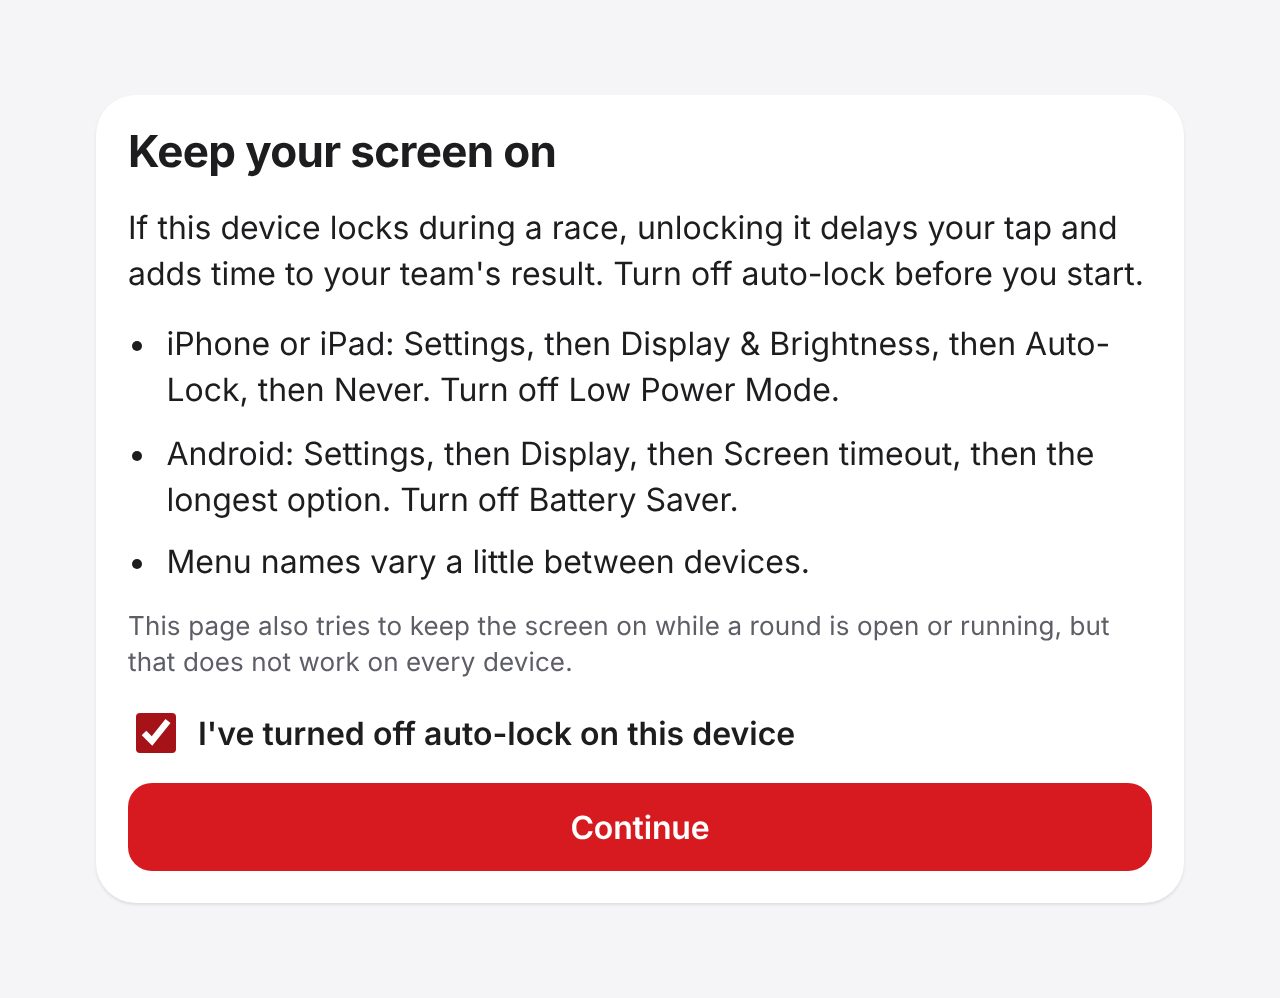 Keep your screen on
If this device locks during a race, unlocking it delays your tap and
adds time to your team's result. Turn off auto-lock before you start.
• iPhone or iPad: Settings, then Display & Brightness, then Auto-
Lock, then Never. Turn off Low Power Mode.
• Android: Settings, then Display, then Screen timeout, then the
longest option. Turn off Battery Saver.
• Menu names vary a little between devices.
This page also tries to keep the screen on while a round is open or running, but
that does not work on every device.
I've turned off auto-lock on this device
Continue